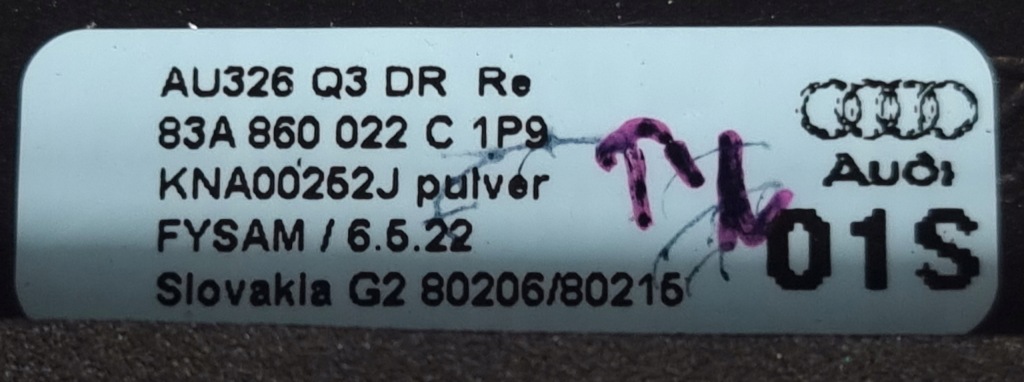 AU326 Q3 DR Re
83A 860 022 C 1P9
KNA00252J pulver
FYSAM / 6.5.22
Slovakia G2 80206/80215
Audi
01S